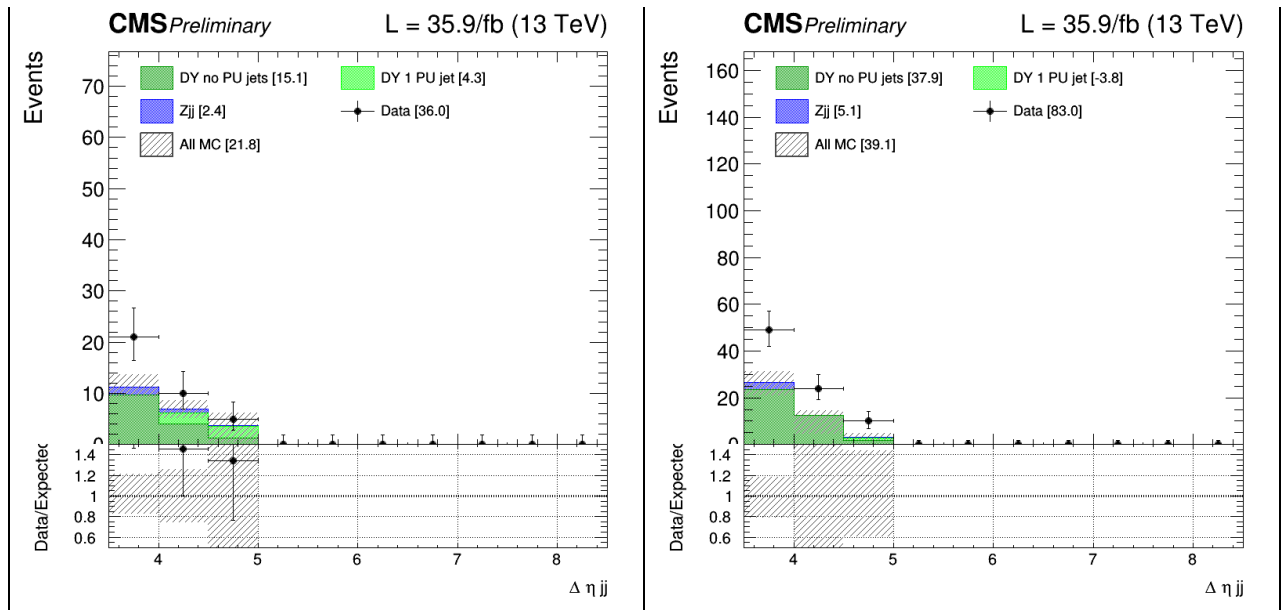 CMS Preliminary L = 35.9/fb (13 TeV)
Events
DY no PU jets [15.1]
DY 1 PU jet [4.3]
Zjj [2.4]
Data [36.0]
All MC [21.8]
70
60
50
40
30
20
10
0
Data/Expected
1.4
1.2
1
0.8
0.6
4 5 6 7 8
Δ η jj
CMS Preliminary L = 35.9/fb (13 TeV)
Events
DY no PU jets [37.9]
DY 1 PU jet [-3.8]
Zjj [5.1]
Data [83.0]
All MC [39.1]
160
140
120
100
80
60
40
20
0
Data/Expected
1.4
1.2
1
0.8
0.6
4 5 6 7 8
Δ η jj